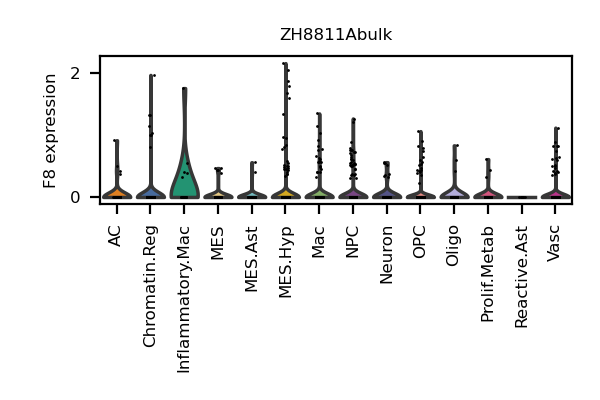 ZH8811Abulk
F8 expression
2
0
AC
Chromatin.Reg
Inflammatory.Mac
MES
MES.Ast
MES.Hyp
Mac
NPC
Neuron
OPC
Oligo
Prolif.Metab
Reactive.Ast
Vasc